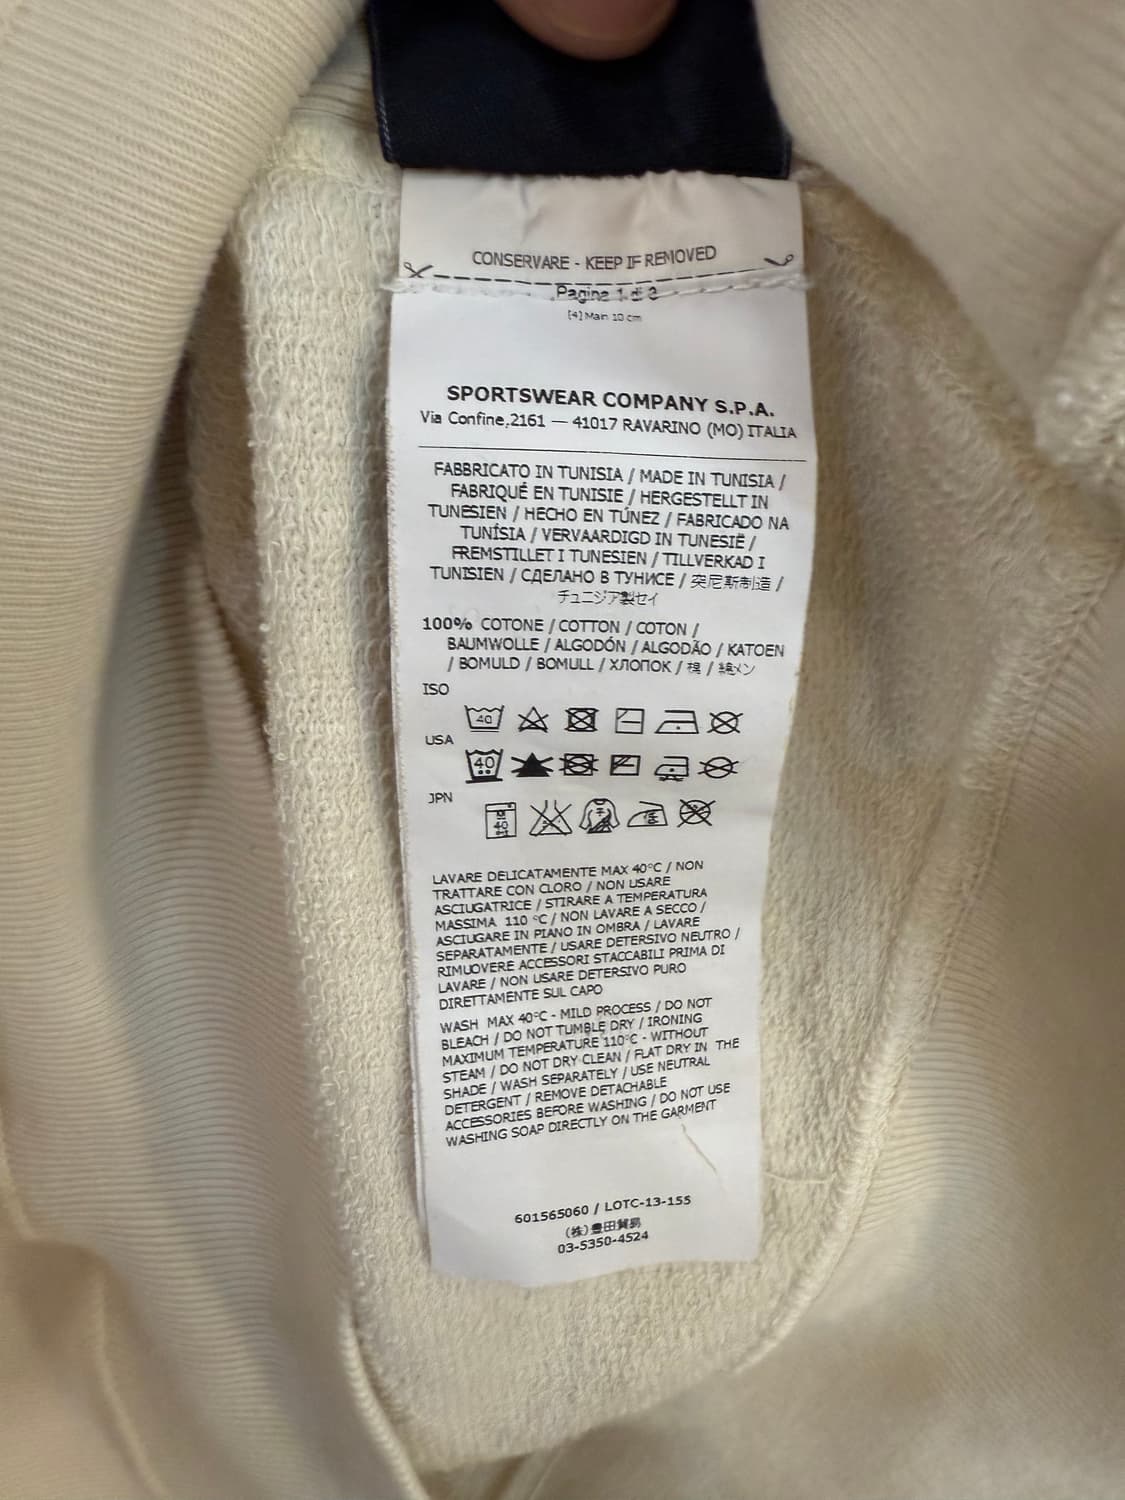 CONSERVARE - KEEP IF REMOVED
Pagina 1 di
[4] Main 10 cm
SPORTSWEAR COMPANY S.P.A.
Via Confine,2161 — 41017 RAVARINO (MO) ITALIA
FABBRICATO IN TUNISIA / MADE IN TUNISIA /
FABRIQUÉ EN TUNISIE / HERGESTELLT IN
TUNESIEN / HECHO EN TÚNEZ / FABRICADO NA
TUNÍSIA / VERVAARDIGD IN TUNESIË /
FREMSTILLET I TUNESIEN / TILLVERKAD I
TUNISIEN / СДЕЛАНО В ТУНИСЕ / 突尼斯制造 /
チュニジア製セイ
100% COTONE / COTTON / COTON /
BAUMWOLLE / ALGODÓN / ALGODÃO / KATOEN
/ BOMULD / BOMULL / ХЛОПОК / 棉 / 綿メン
ISO
40
USA
40
JPN
40
LAVARE DELICATAMENTE MAX 40°C / NON
TRATTARE CON CLORO / NON USARE
ASCIUGATRICE / STIRARE A TEMPERATURA
MASSIMA 110 °C / NON LAVARE A SECCO /
ASCIUGARE IN PIANO IN OMBRA / LAVARE
SEPARATAMENTE / USARE DETERSIVO NEUTRO /
RIMUOVERE ACCESSORI STACCABILI PRIMA DI
LAVARE / NON USARE DETERSIVO PURO
DIRETTAMENTE SUL CAPO
WASH MAX 40°C - MILD PROCESS / DO NOT
BLEACH / DO NOT TUMBLE DRY / IRONING
MAXIMUM TEMPERATURE 110°C - WITHOUT
STEAM / DO NOT DRY CLEAN / FLAT DRY IN THE
SHADE / WASH SEPARATELY / USE NEUTRAL
DETERGENT / REMOVE DETACHABLE
ACCESSORIES BEFORE WASHING / DO NOT USE
WASHING SOAP DIRECTLY ON THE GARMENT
601565060 / LOTC-13-155
(株)豊田貿易
03-5350-4524